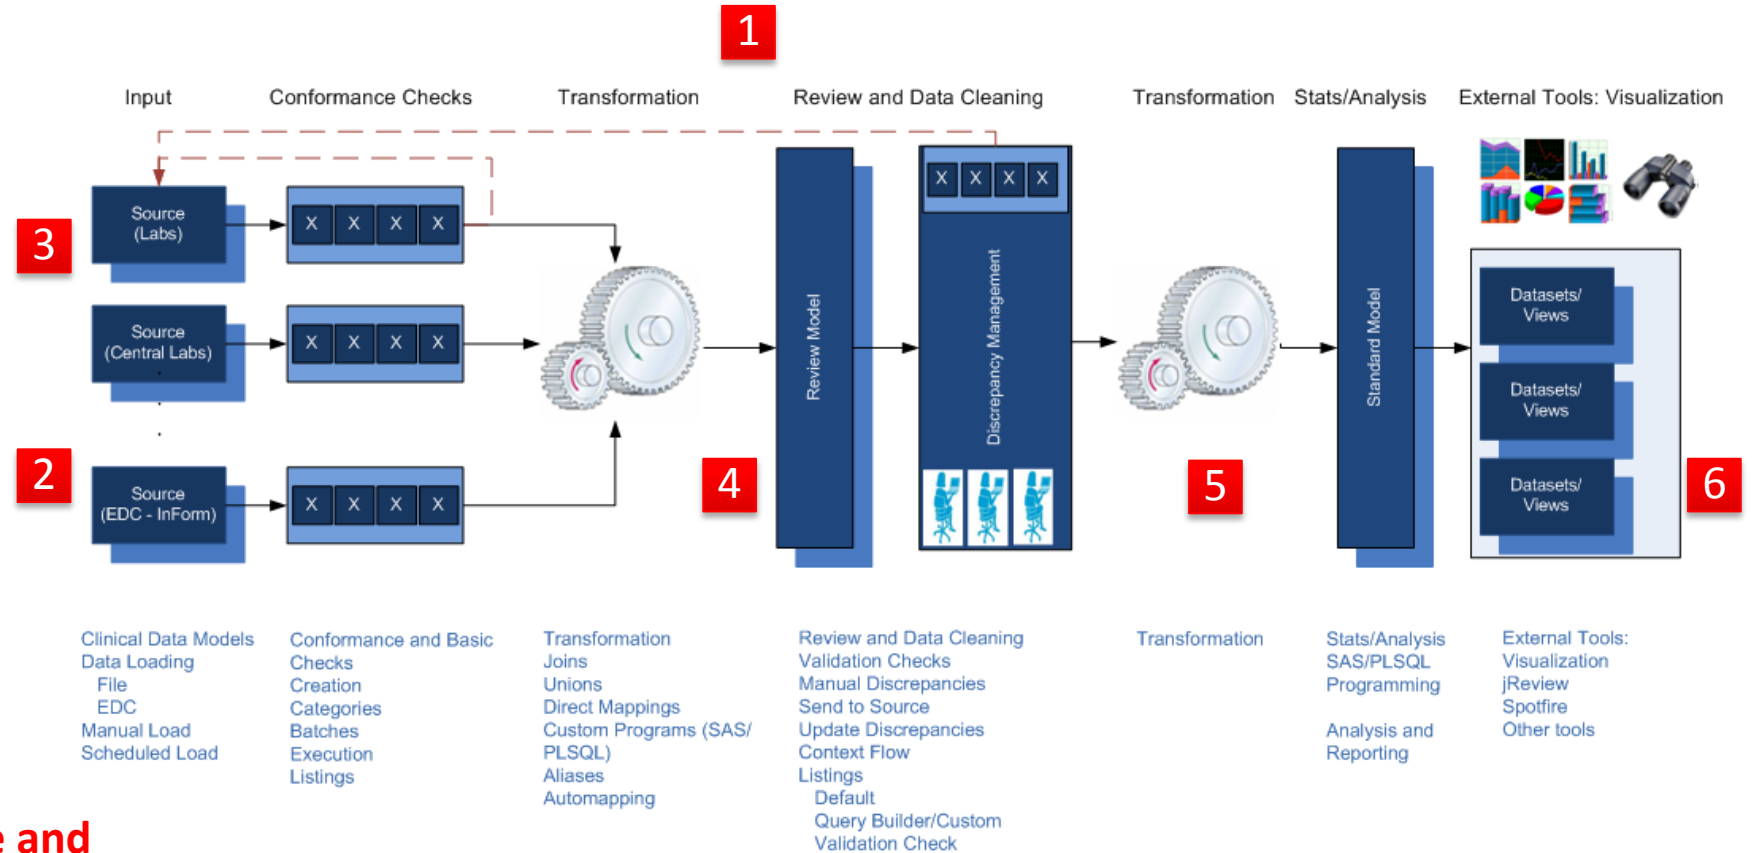 1
Input
Conformance Checks
Transformation
Review and Data Cleaning
Transformation
Stats/Analysis
External Tools: Visualization
3
Source
(Labs)
X X X X
X X X X
Source
(Central Labs)
X X X X
2
Source
(EDC - InForm)
X X X X
Review Model
Discrepancy Management
4
5
Standard Model
Datasets/
Views
Datasets/
Views
Datasets/
Views
6
Clinical Data Models
Data Loading
File
EDC
Manual Load
Scheduled Load
Conformance and Basic
Checks
Creation
Categories
Batches
Execution
Listings
Transformation
Joins
Unions
Direct Mappings
Custom Programs (SAS/
PLSQL)
Aliases
Automapping
Review and Data Cleaning
Validation Checks
Manual Discrepancies
Send to Source
Update Discrepancies
Context Flow
Listings
Default
Query Builder/Custom
Validation Check
Transformation
Stats/Analysis
SAS/PLSQL
Programming
Analysis and
Reporting
External Tools:
Visualization
jReview
Spotfire
Other tools
and